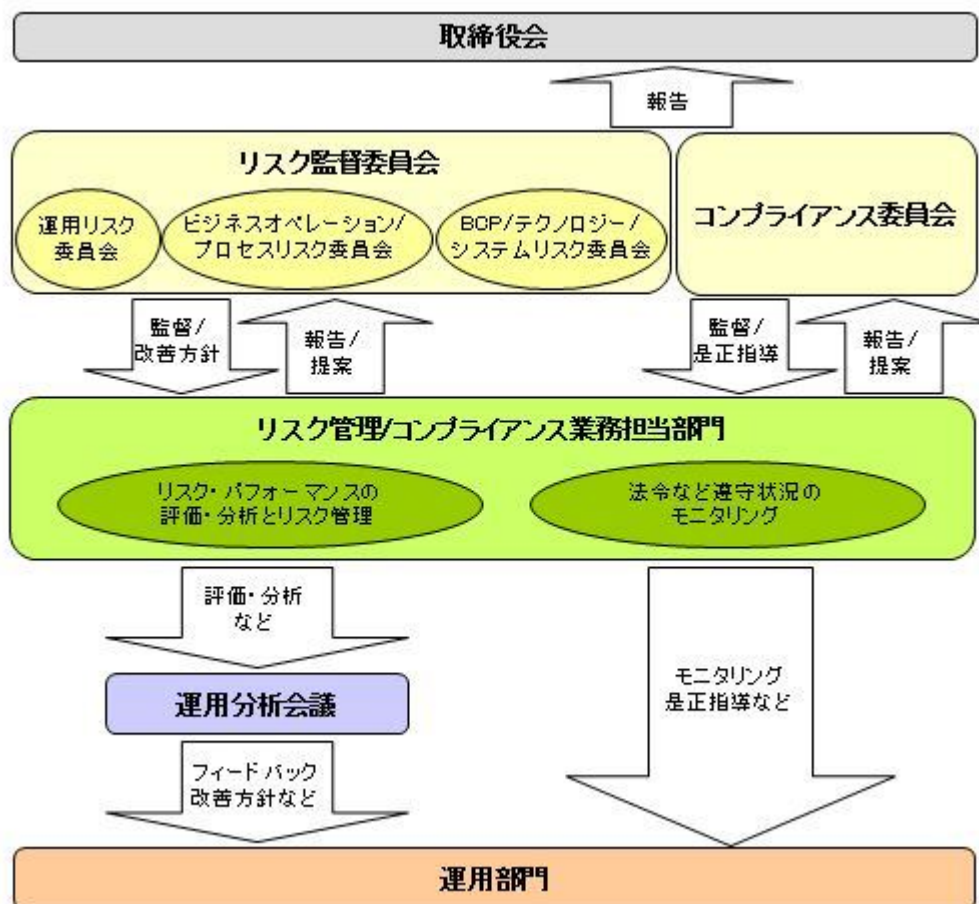 取締役会
報告
リスク監督委員会
運用リスク
委員会
ビジネスオペレーション/
プロセスリスク委員会
BCP/テクノロジー/
システムリスク委員会
コンプライアンス委員会
監督/
改善方針
報告/
提案
監督/
是正指導
報告/
提案
リスク管理/コンプライアンス業務担当部門
リスク・パフォーマンスの
評価・分析とリスク管理
法令など遵守状況の
モニタリング
評価・分析
など
運用分析会議
モニタリング
是正指導など
フィードバック
改善方針など
運用部門